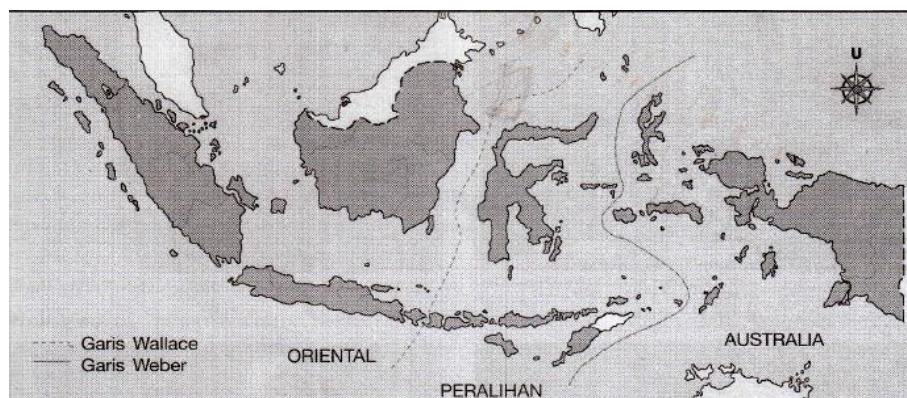 U
Garis Wallace
Garis Weber
ORIENTAL
PERALIHAN
AUSTRALIA